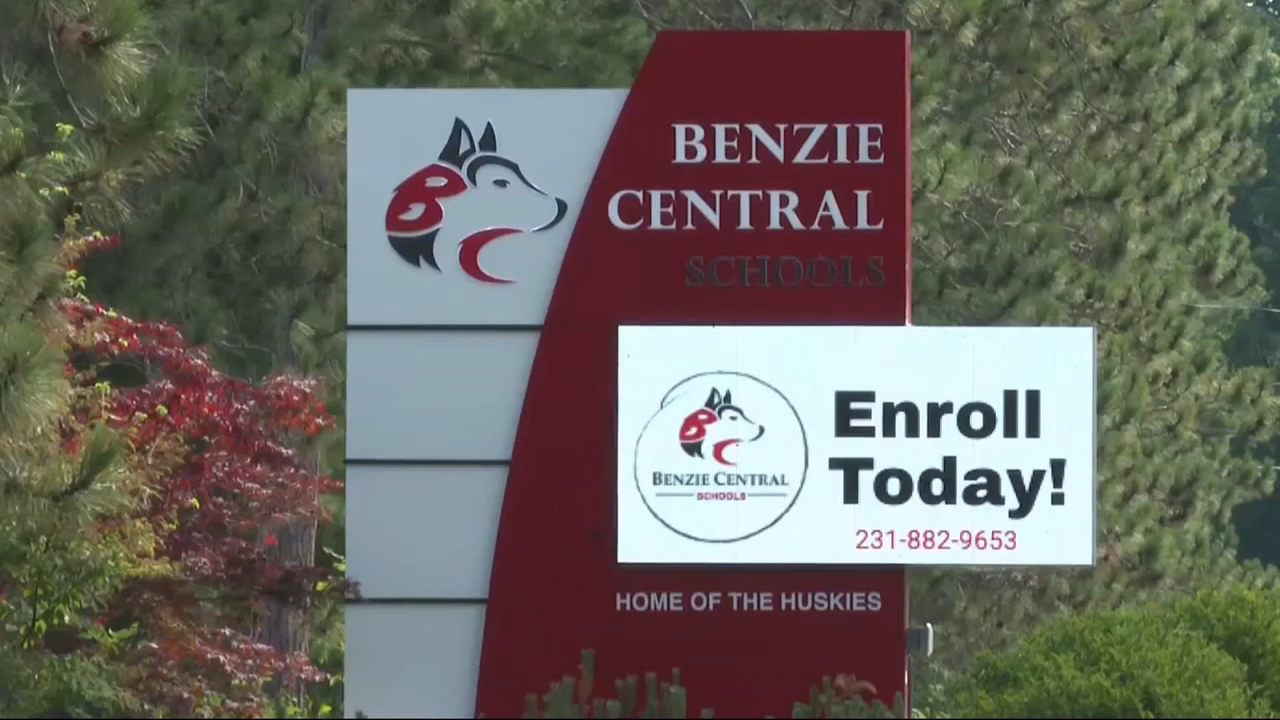 BENZIE
CENTRAL
SCHOOLS
BENZIE CENTRAL
SCHOOLS
Enroll
Today!
231-882-9653
HOME OF THE HUSKIES